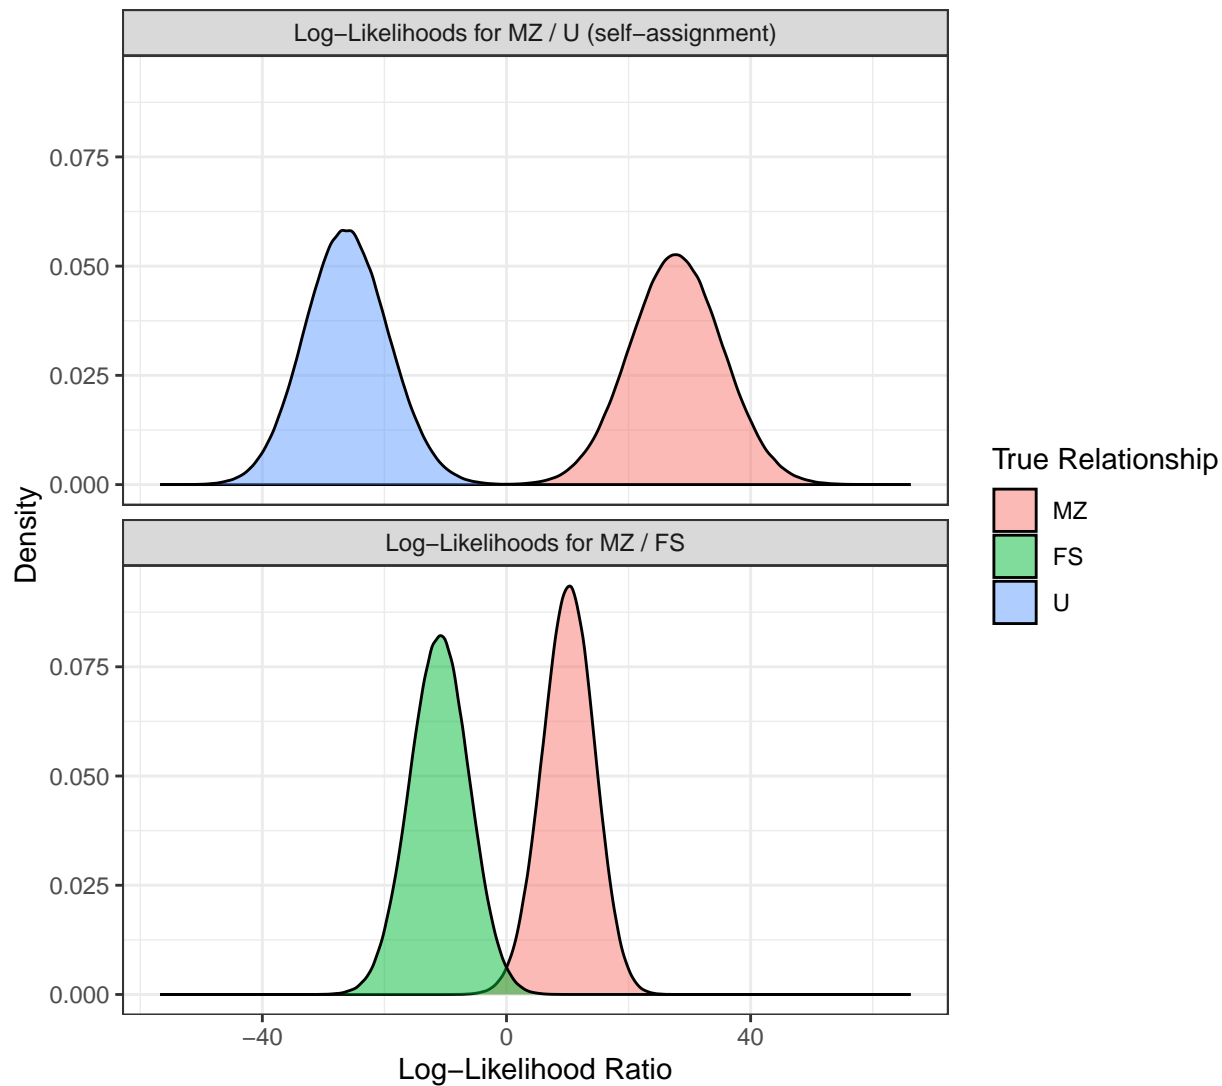 Log−Likelihoods for MZ / U (self−assignment)
0.075
0.050
0.025
0.000
Log−Likelihoods for MZ / FS
0.075
0.050
0.025
0.000
−40
0
40
Log−Likelihood Ratio
Density
True Relationship
MZ
FS
U